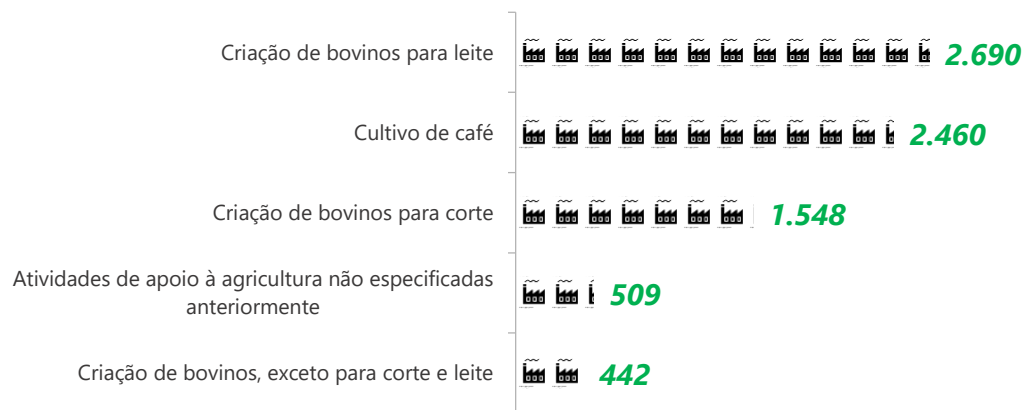 Criação de bovinos para leite
2.690
Cultivo de café
2.460
Criação de bovinos para corte
1.548
Atividades de apoio à agricultura não especificadas
anteriormente
509
Criação de bovinos, exceto para corte e leite
442